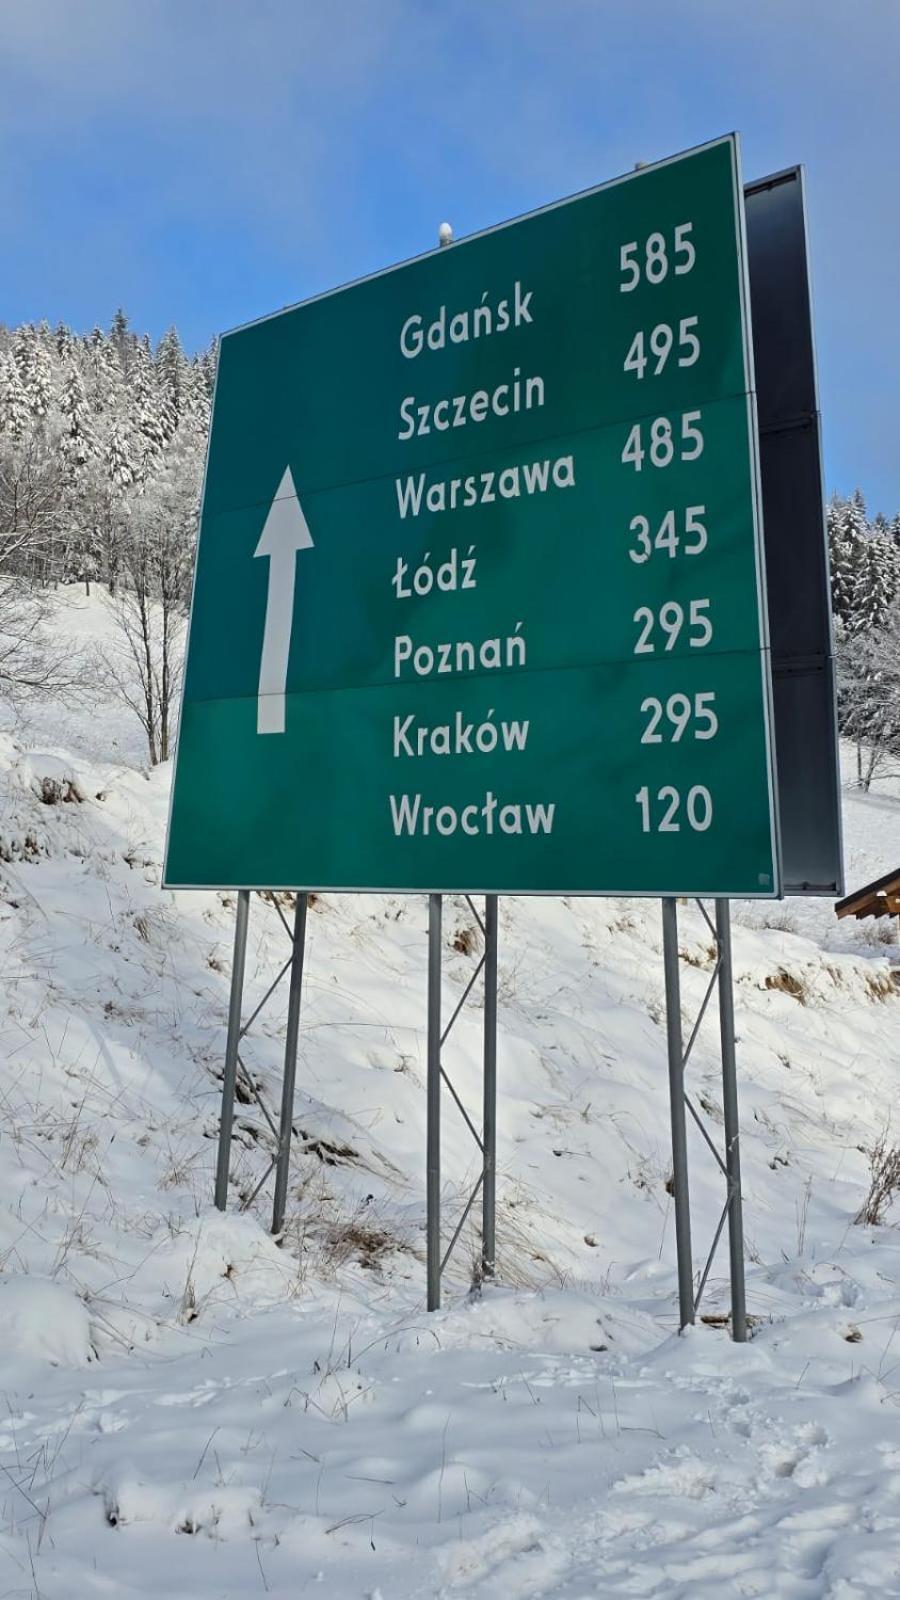 Gdańsk 585
Szczecin 495
Warszawa 485
Łódź 345
Poznań 295
Kraków 295
Wrocław 120